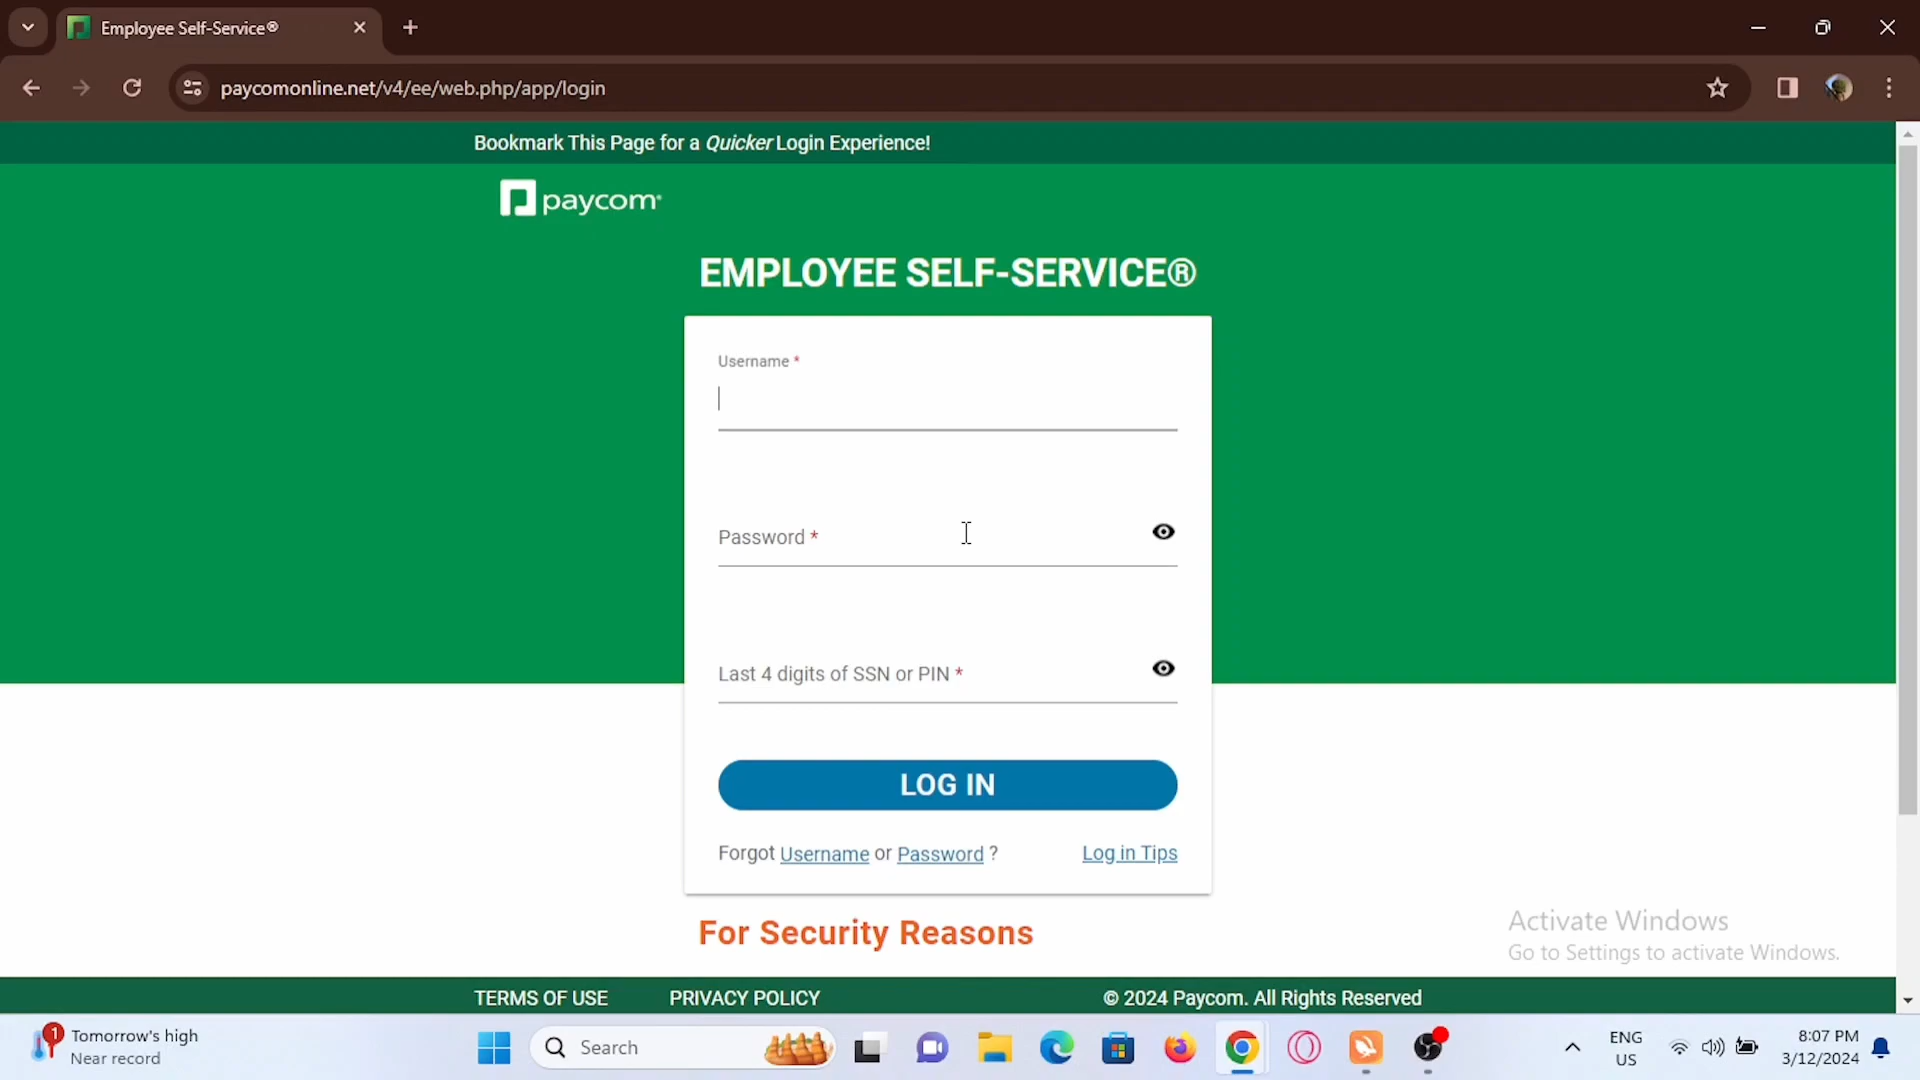 Employee Self-Service®
paycomonline.net/v4/ee/web.php/app/login
Bookmark This Page for a Quicker Login Experience!
paycom®
EMPLOYEE SELF-SERVICE®
Username *
Password *
Last 4 digits of SSN or PIN *
LOG IN
Forgot Username or Password ? Log in Tips
For Security Reasons
Activate Windows
Go to Settings to activate Windows.
TERMS OF USE PRIVACY POLICY © 2024 Paycom. All Rights Reserved
1 Tomorrow's high
Near record
Search
ENG
US
8:07 PM
3/12/2024